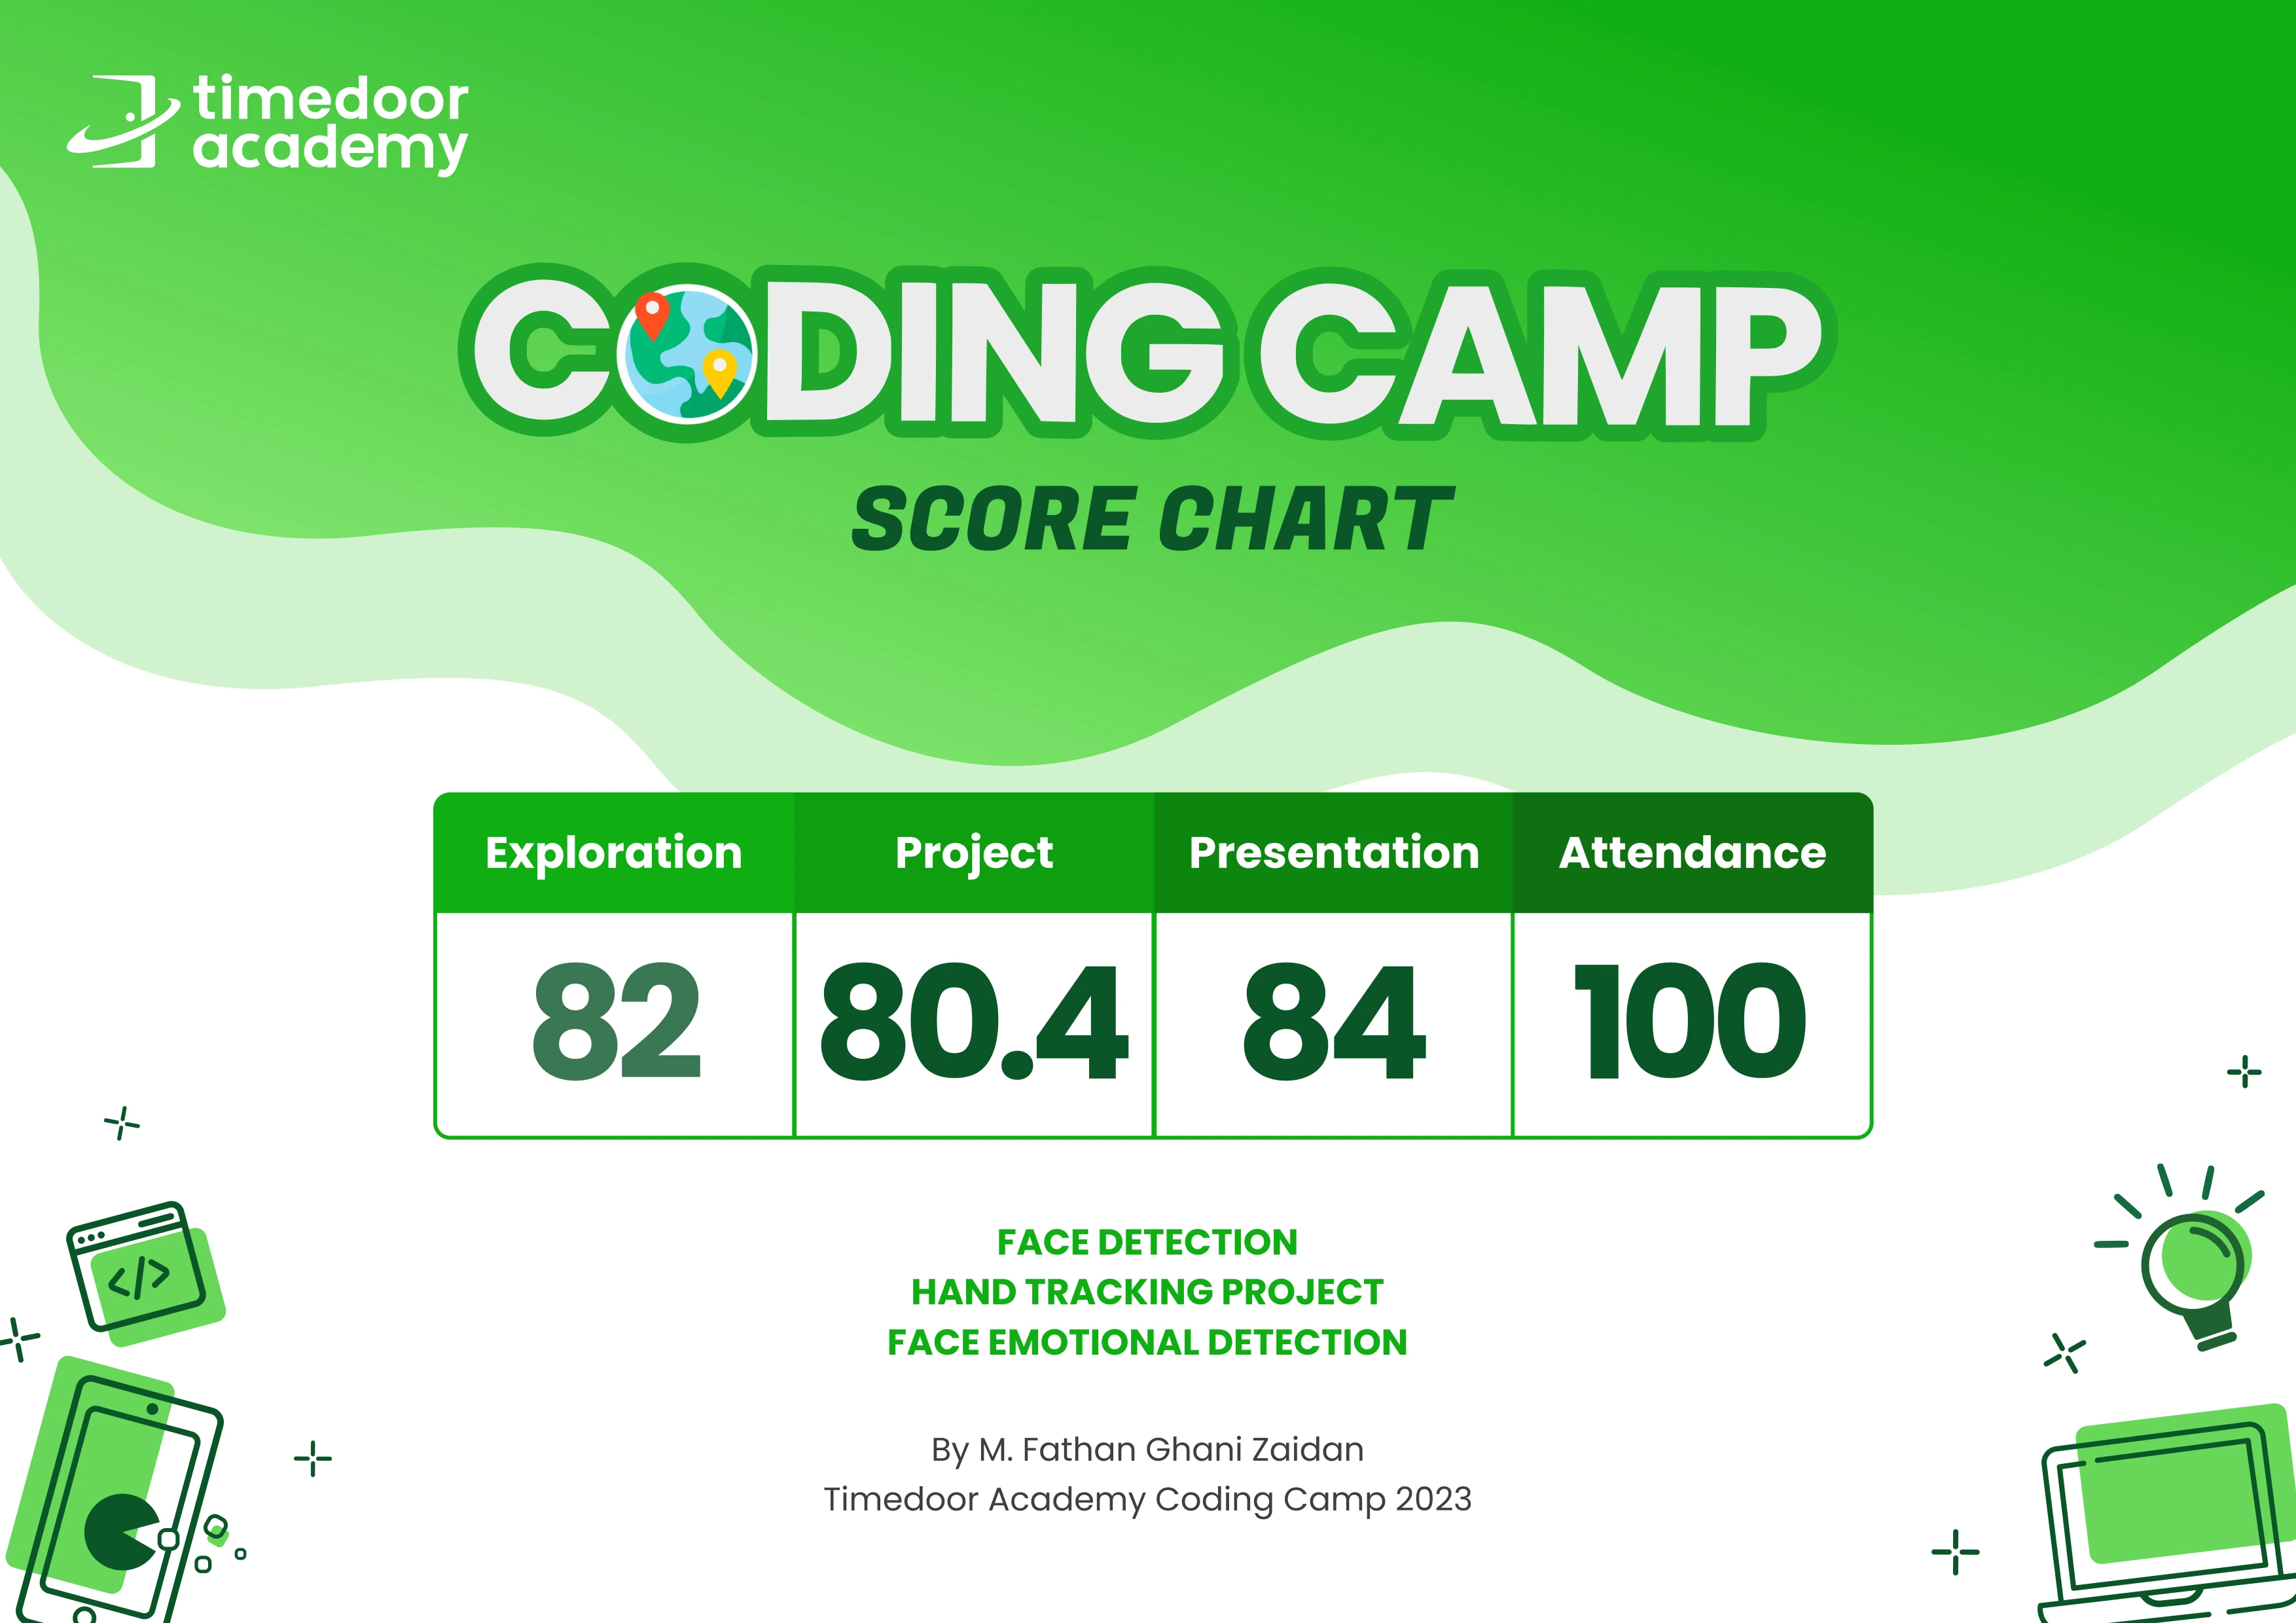 timedoor
academy
CODING CAMP
SCORE CHART
Exploration Project Presentation Attendance
82 80.4 84 100
</>
FACE DETECTION
HAND TRACKING PROJECT
FACE EMOTIONAL DETECTION
By M. Fathan Ghani Zaidan
Timedoor Academy Coding Camp 2023